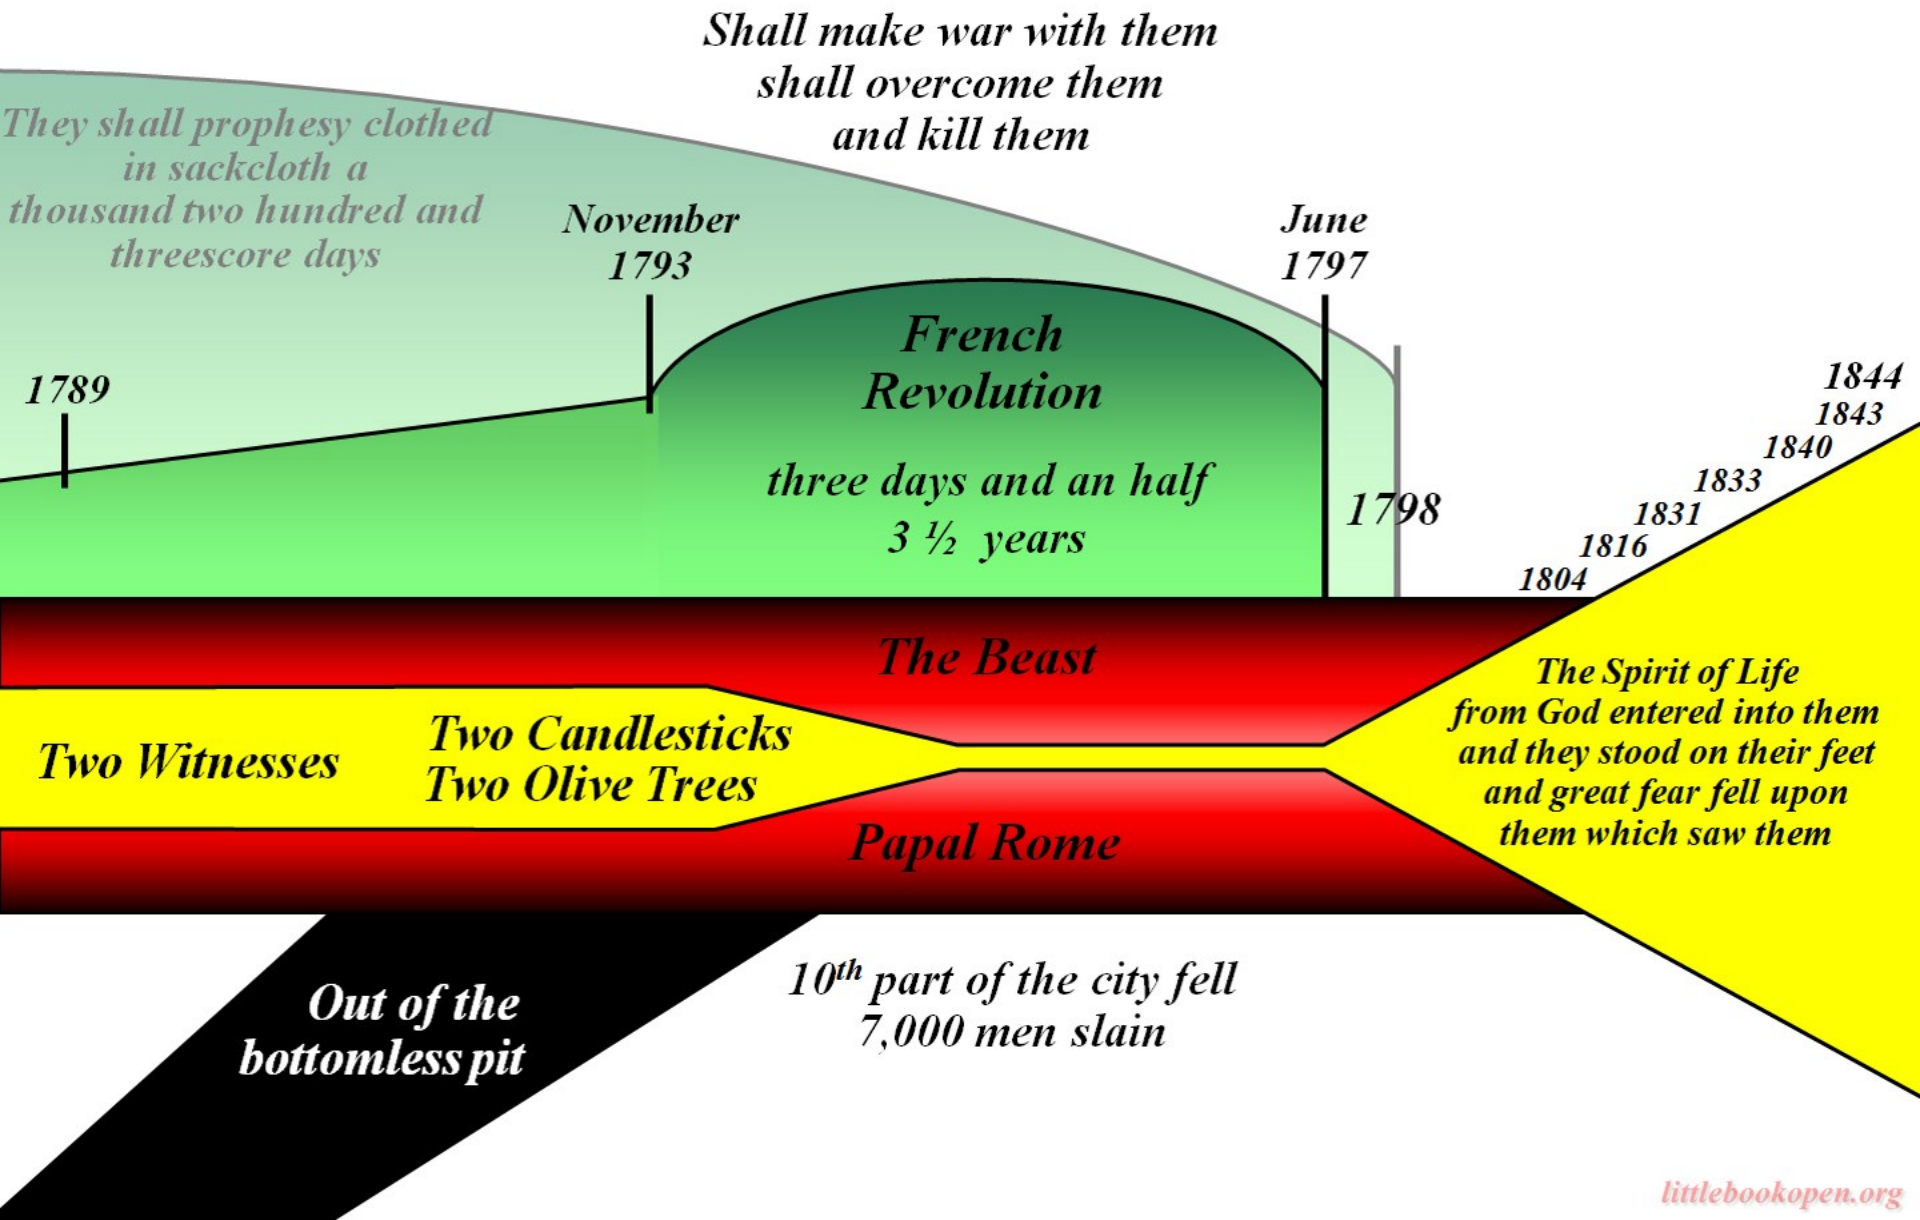 Shall make war with them
shall overcome them
and kill them
They shall prophesy clothed
in sackcloth a
thousand two hundred and
threescore days
November
1793
June
1797
1789
French
Revolution
three days and an half
3 ½ years
1798
1844
1843
1840
1833
1831
1816
1804
The Beast
Two Witnesses
Two Candlesticks
Two Olive Trees
Papal Rome
The Spirit of Life
from God entered into them
and they stood on their feet
and great fear fell upon
them which saw them
Out of the
bottomless pit
10th part of the city fell
7,000 men slain
littlebookopen.org